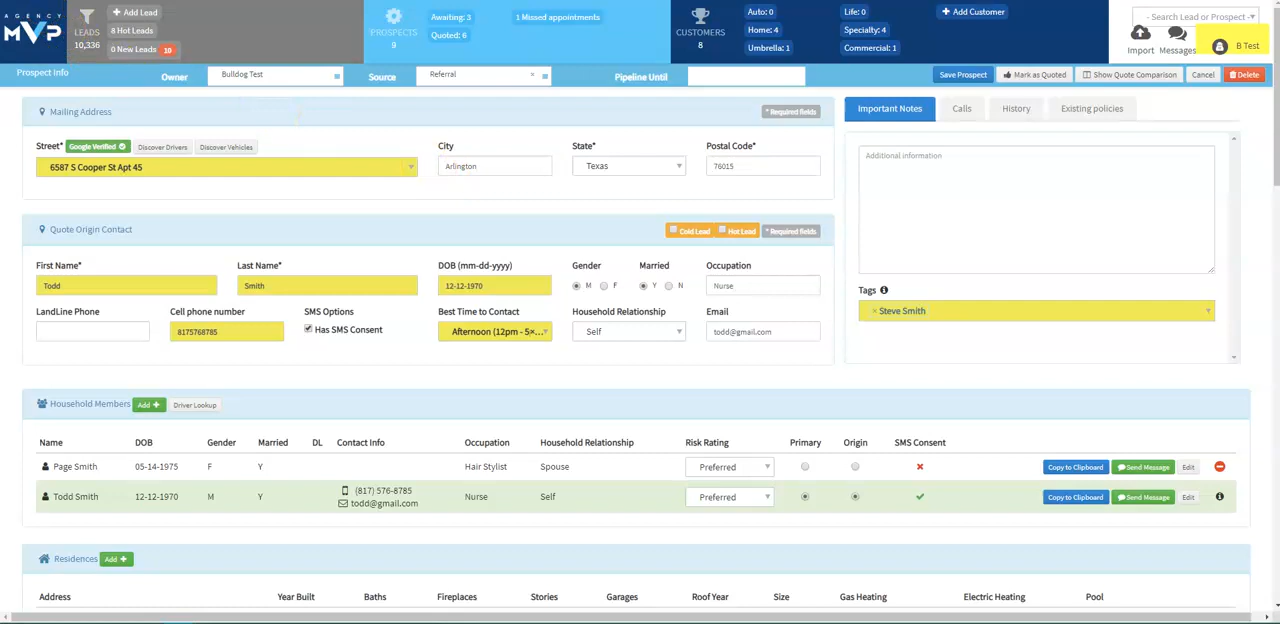 AGENCY
MVP
LEADS
10,336
Add Lead
8 Hot Leads
0 New Leads 10
PROSPECTS
9
Awaiting: 3
Quoted: 6
1 Missed appointments
CUSTOMERS
8
Auto: 0
Home: 4
Umbrella: 1
Life: 0
Specialty: 4
Commercial: 1
Add Customer
- Search Lead or Prospect -
Import
Messages
B Test
Prospect Info
Owner
Bulldog Test
Source
Referral ×
Pipeline Until
Save Prospect
Mark as Quoted
Show Quote Comparison
Cancel
Delete
Mailing Address
* Required fields
Street* Google Verified Discover Drivers Discover Vehicles
City
State*
Postal Code*
6587 S Cooper St Apt 45
Arlington
Texas
76015
Quote Origin Contact
Cold Lead Hot Lead * Required fields
First Name*
Last Name*
DOB (mm-dd-yyyy)
Gender
Married
Occupation
Todd
Smith
12-12-1970
M F
Y N
Nurse
LandLine Phone
Cell phone number
SMS Options
Best Time to Contact
Household Relationship
Email
8175768785
Has SMS Consent
Afternoon (12pm - 5×...
Self
todd@gmail.com
Important Notes
Calls
History
Existing policies
Additional information
Tags
× Steve Smith
Household Members Add + Driver Lookup
Name DOB Gender Married DL Contact Info Occupation Household Relationship Risk Rating Primary Origin SMS Consent
Page Smith 05-14-1975 F Y Hair Stylist Spouse Preferred Copy to Clipboard Send Message Edit
Todd Smith 12-12-1970 M Y (817) 576-8785 Nurse Self Preferred Copy to Clipboard Send Message Edit
todd@gmail.com
Residences Add +
Address Year Built Baths Fireplaces Stories Garages Roof Year Size Gas Heating Electric Heating Pool